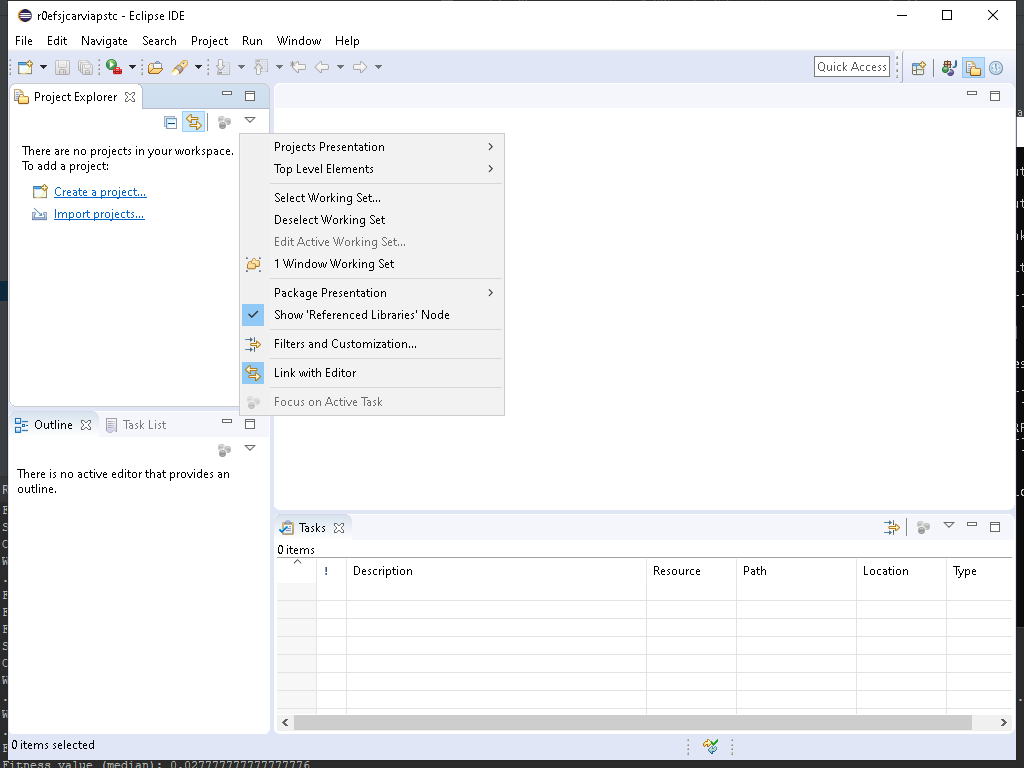 r0efsjcarviapstc - Eclipse IDE
File Edit Navigate Search Project Run Window Help
Quick Access
Project Explorer
There are no projects in your workspace.
To add a project:
Create a project...
Import projects...
Projects Presentation
Top Level Elements
Select Working Set...
Deselect Working Set
Edit Active Working Set...
1 Window Working Set
Package Presentation
Show 'Referenced Libraries' Node
Filters and Customization...
Link with Editor
Focus on Active Task
Outline Task List
There is no active editor that provides an
outline.
Tasks
0 items
! Description Resource Path Location Type
0 items selected
Fitness value (median): 0.027777777777777776